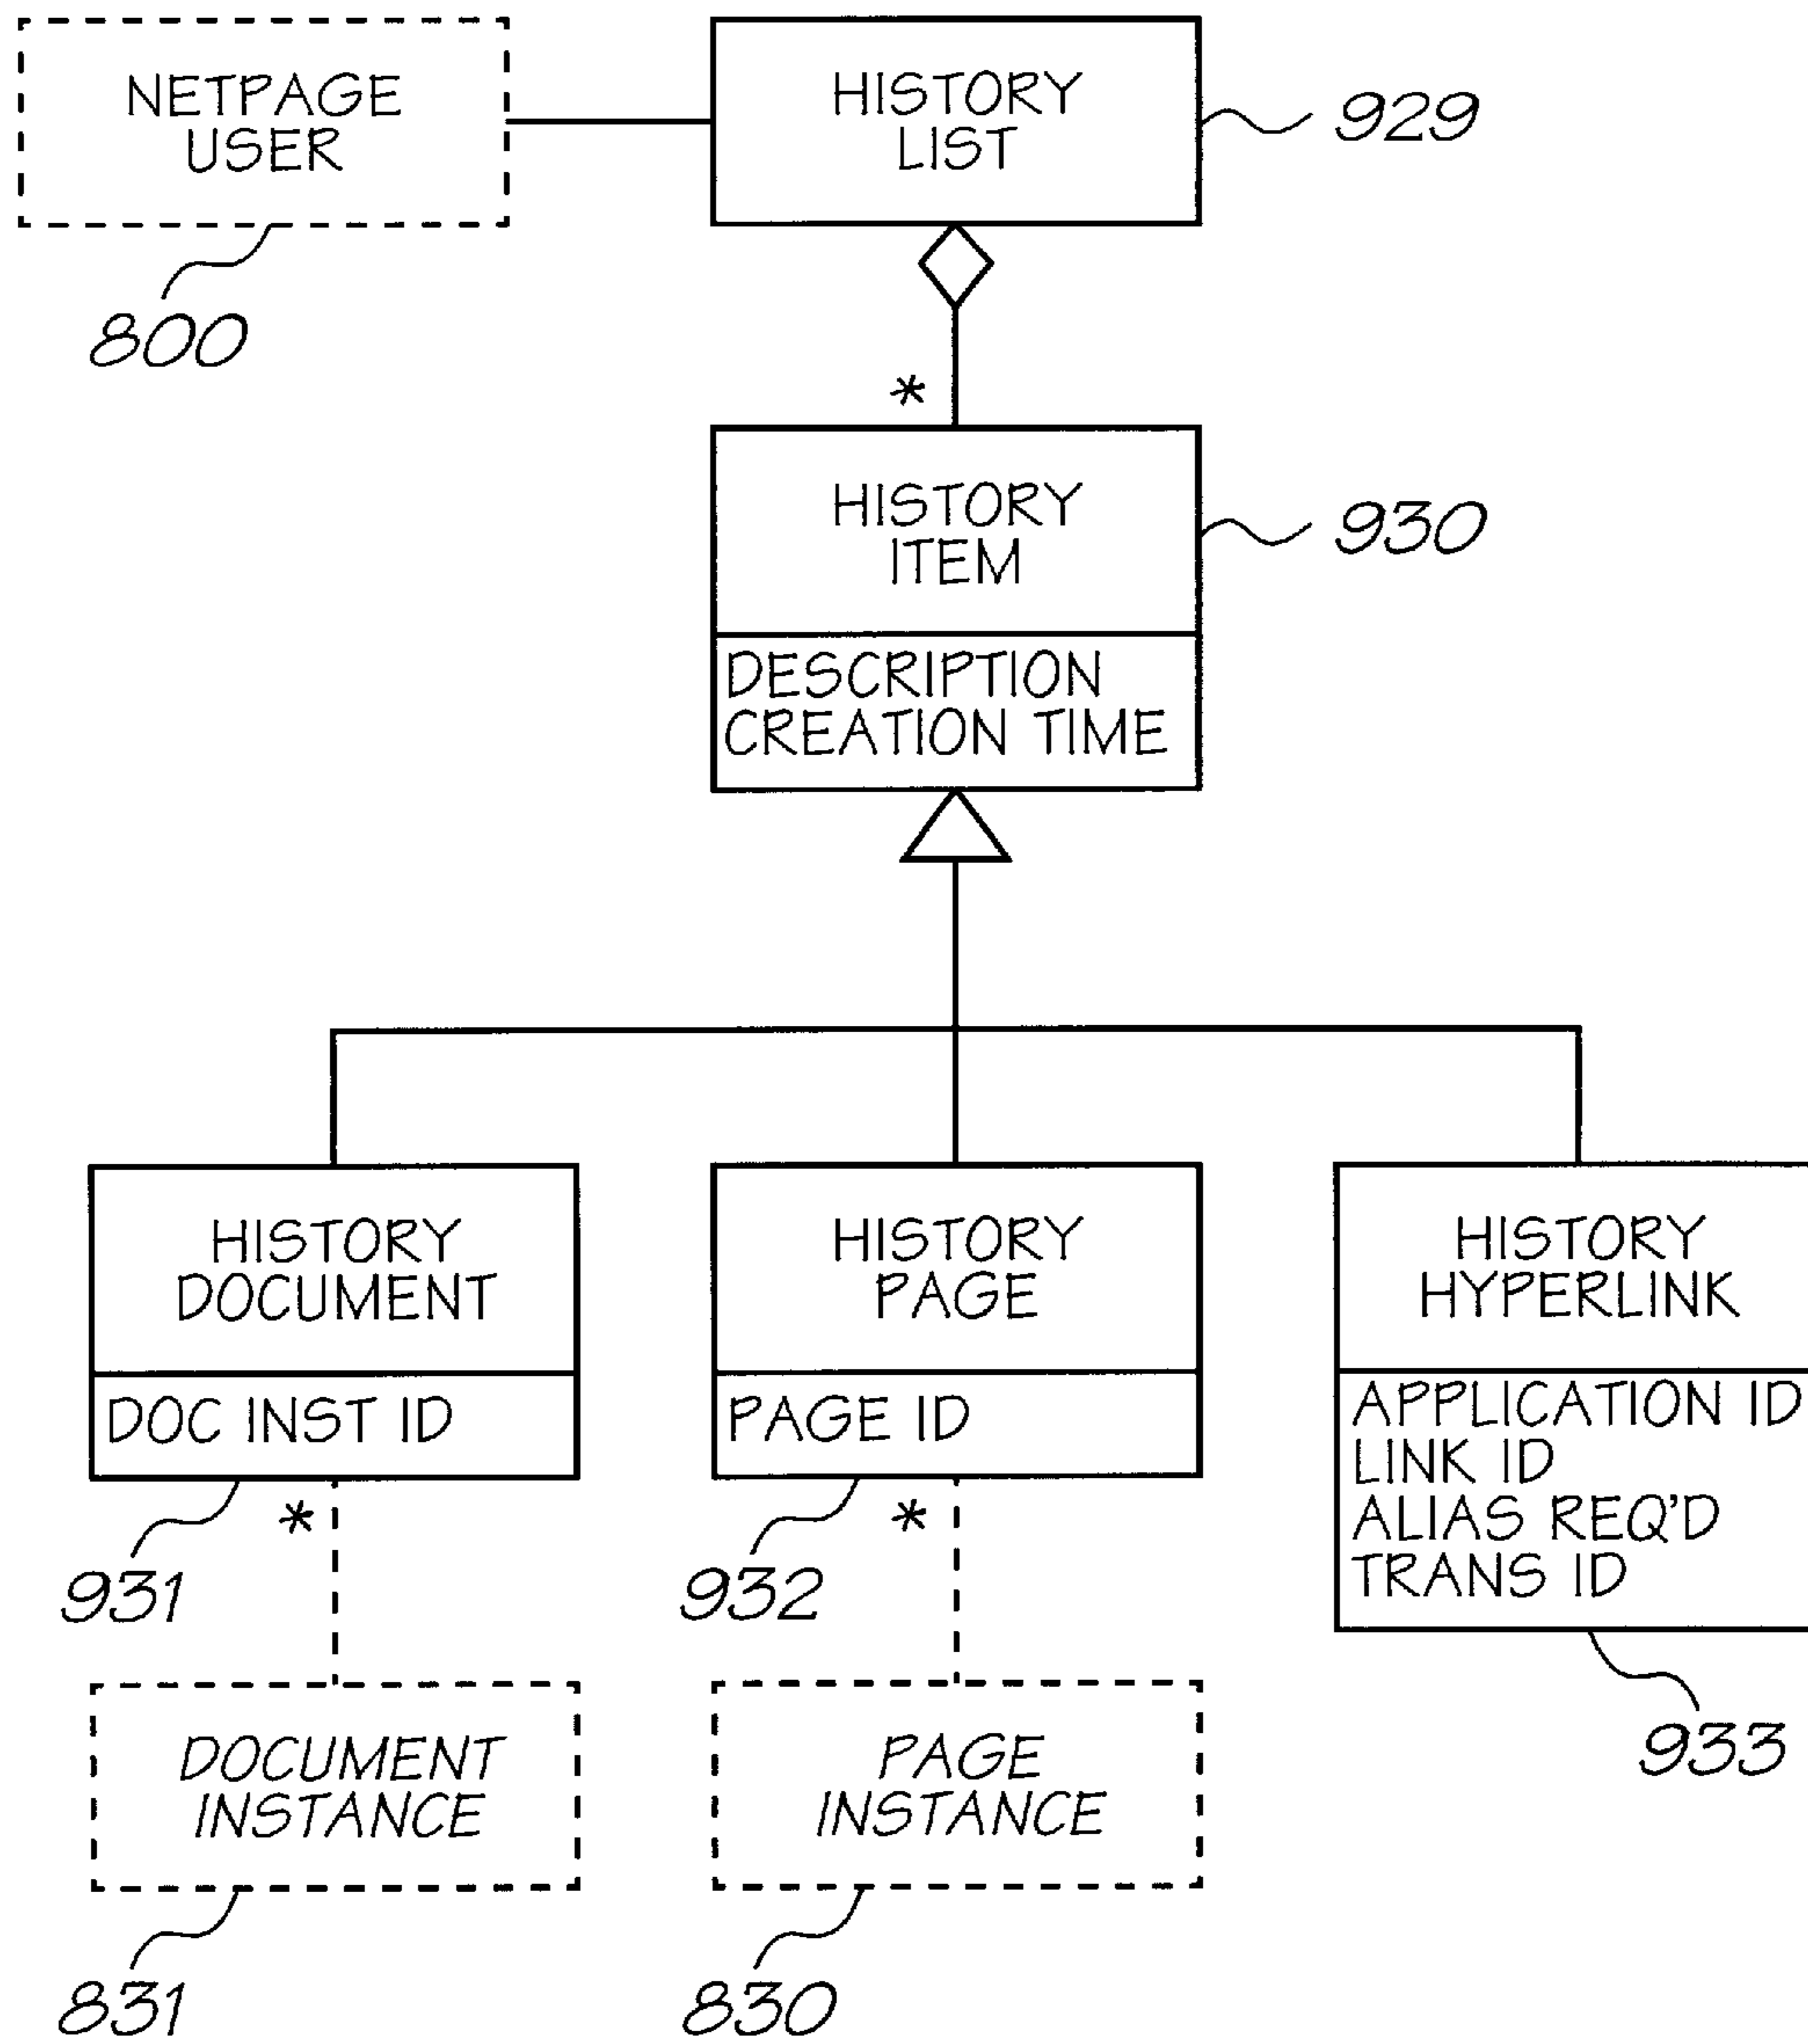 NETPAGE
USER
800
HISTORY
LIST
929
*
HISTORY
ITEM
930
DESCRIPTION
CREATION TIME
HISTORY
DOCUMENT
DOC INST ID
*
931
HISTORY
PAGE
PAGE ID
*
932
HISTORY
HYPERLINK
APPLICATION ID
LINK ID
ALIAS REQ'D
TRANS ID
933
DOCUMENT
INSTANCE
831
PAGE
INSTANCE
830